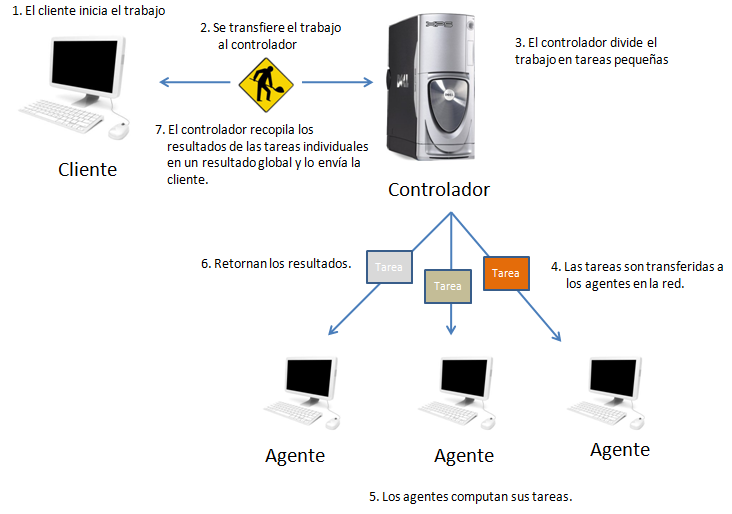 1. El cliente inicia el trabajo
2. Se transfiere el trabajo
al controlador
3. El controlador divide el
trabajo en tareas pequeñas
7. El controlador recopila los
resultados de las tareas individuales
en un resultado global y lo envía la
cliente.
Cliente
Controlador
6. Retornan los resultados.
Tarea
Tarea
Tarea
4. Las tareas son transferidas a
los agentes en la red.
Agente
Agente
Agente
5. Los agentes computan sus tareas.